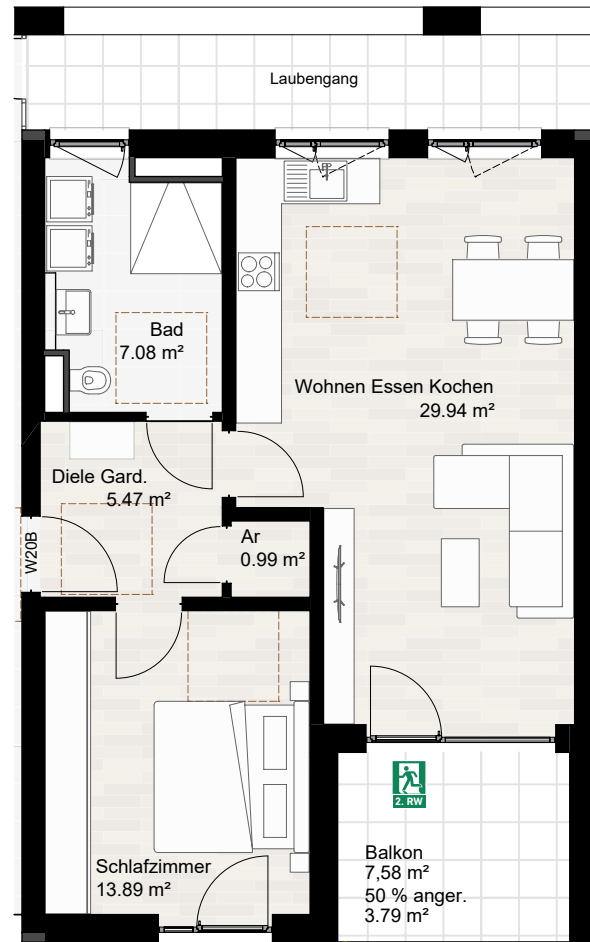 Laubengang
Bad
7.08 m²
Wohnen Essen Kochen
29.94 m²
Diele Gard.
5.47 m²
Ar
0.99 m²
W20B
2. RW
Schlafzimmer
13.89 m²
Balkon
7,58 m²
50 % anger.
3.79 m²